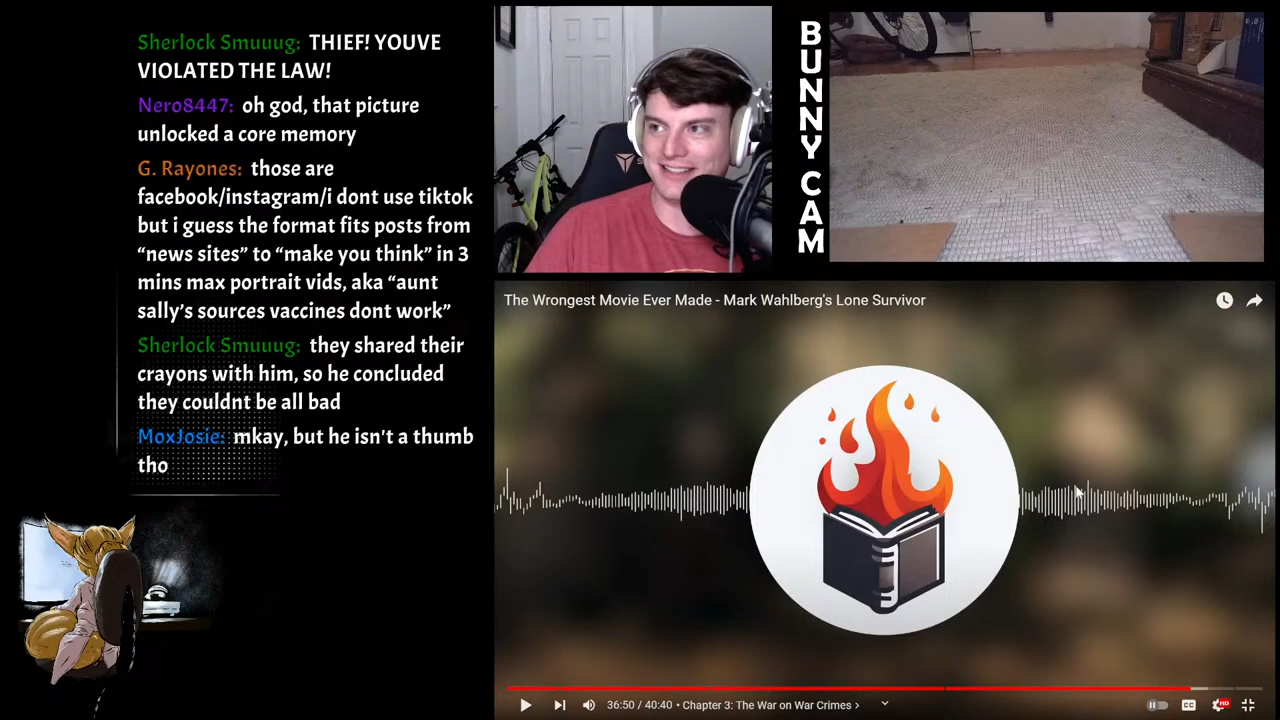 Sherlock Smuuug: THIEF! YOUVE
VIOLATED THE LAW!
Nero8447: oh god, that picture
unlocked a core memory
G. Rayones: those are
facebook/instagram/i dont use tiktok
but i guess the format fits posts from
“news sites” to “make you think” in 3
mins max portrait vids, aka “aunt
sally’s sources vaccines dont work”
Sherlock Smuuug: they shared their
crayons with him, so he concluded
they couldnt be all bad
MoxJosie: mkay, but he isn't a thumb
tho
BUNNY CAM
The Wrongest Movie Ever Made - Mark Wahlberg's Lone Survivor
36:50 / 40:40 • Chapter 3: The War on War Crimes ›
CC
HD